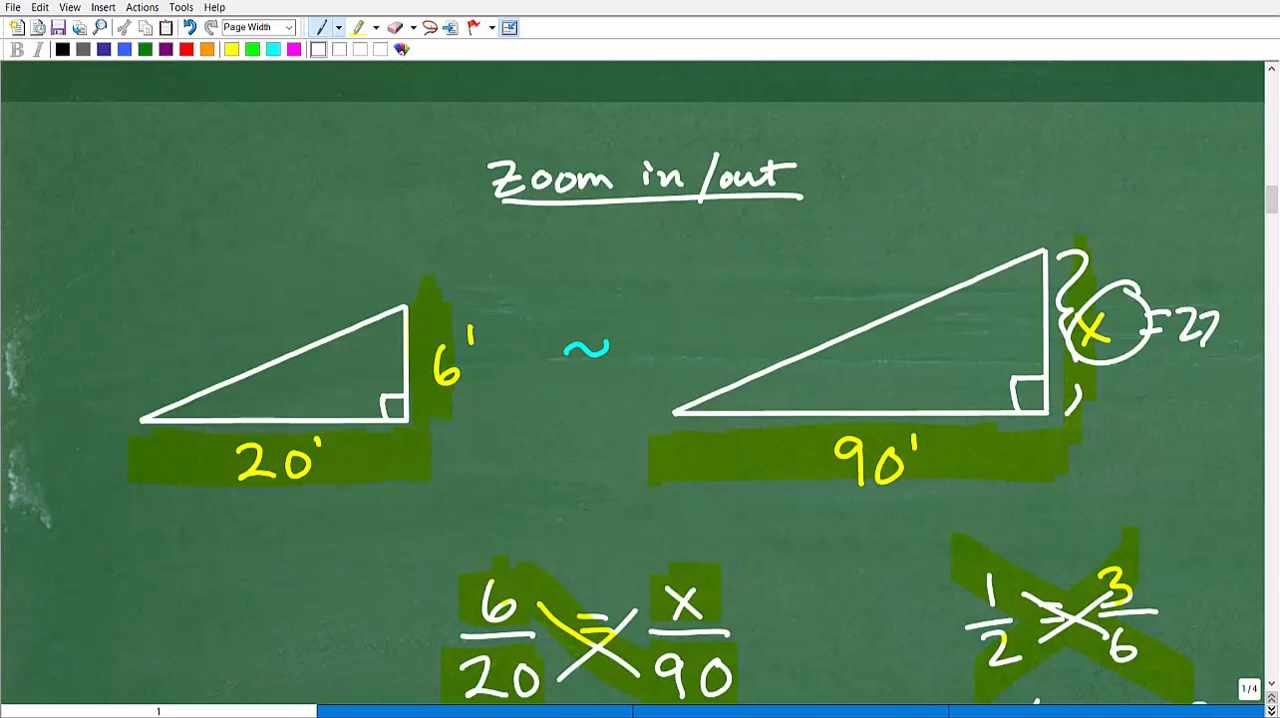 File Edit View Insert Actions Tools Help
Page Width
B I
Zoom in/out
6'
~
x = 27
20'
90'
6/20 = x/90
1/2 = 3/6
1/4
1